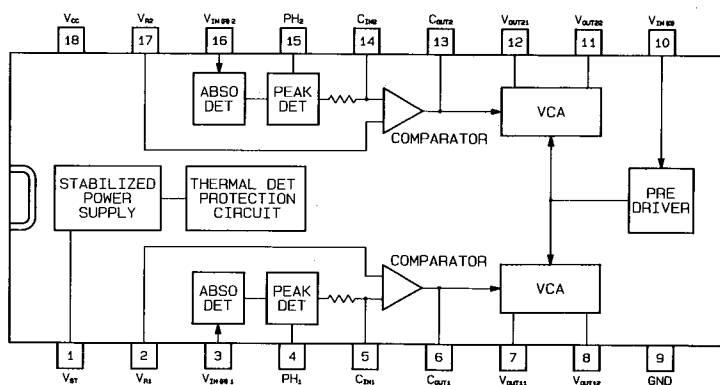 VCC VR2 VIN(S)2 PH2 CIN2 COUT2 VOUT21 VOUT22
18 17 16 15 14 13 12 11 10
ABSO
DET
PEAK
DET
COMPARATOR
VCA
STABILIZED
POWER
SUPPLY
THERMAL DET
PROTECTION
CIRCUIT
PRE
DRIVER
COMPARATOR
ABSO
DET
PEAK
DET
VCA
1 2 3 4 5 6 7 8 9
VST VR1 VIN(S)1 PH1 CIN1 COUT1 VOUT11 VOUT12 GND